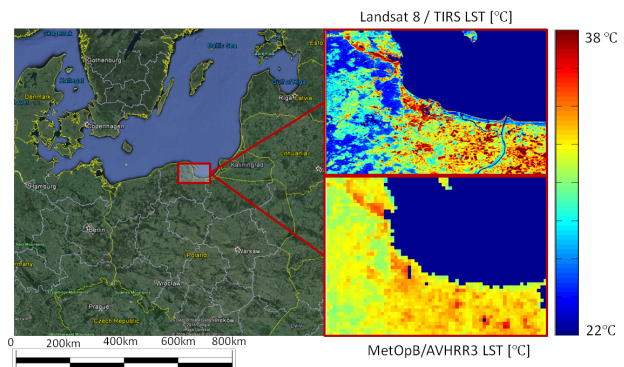 Landsat 8 / TIRS LST [°C]
38 °C
Baltic Sea
Gothenburg
Riga
Latvia
Denmark
Copenhagen
Lithuania
Kaliningrad
Hamburg
Berlin
Warsaw
Poland
Wrocław
Prague
Czech Republic
22°C
0 200km 400km 600km 800km
MetOpB/AVHRR3 LST [°C]